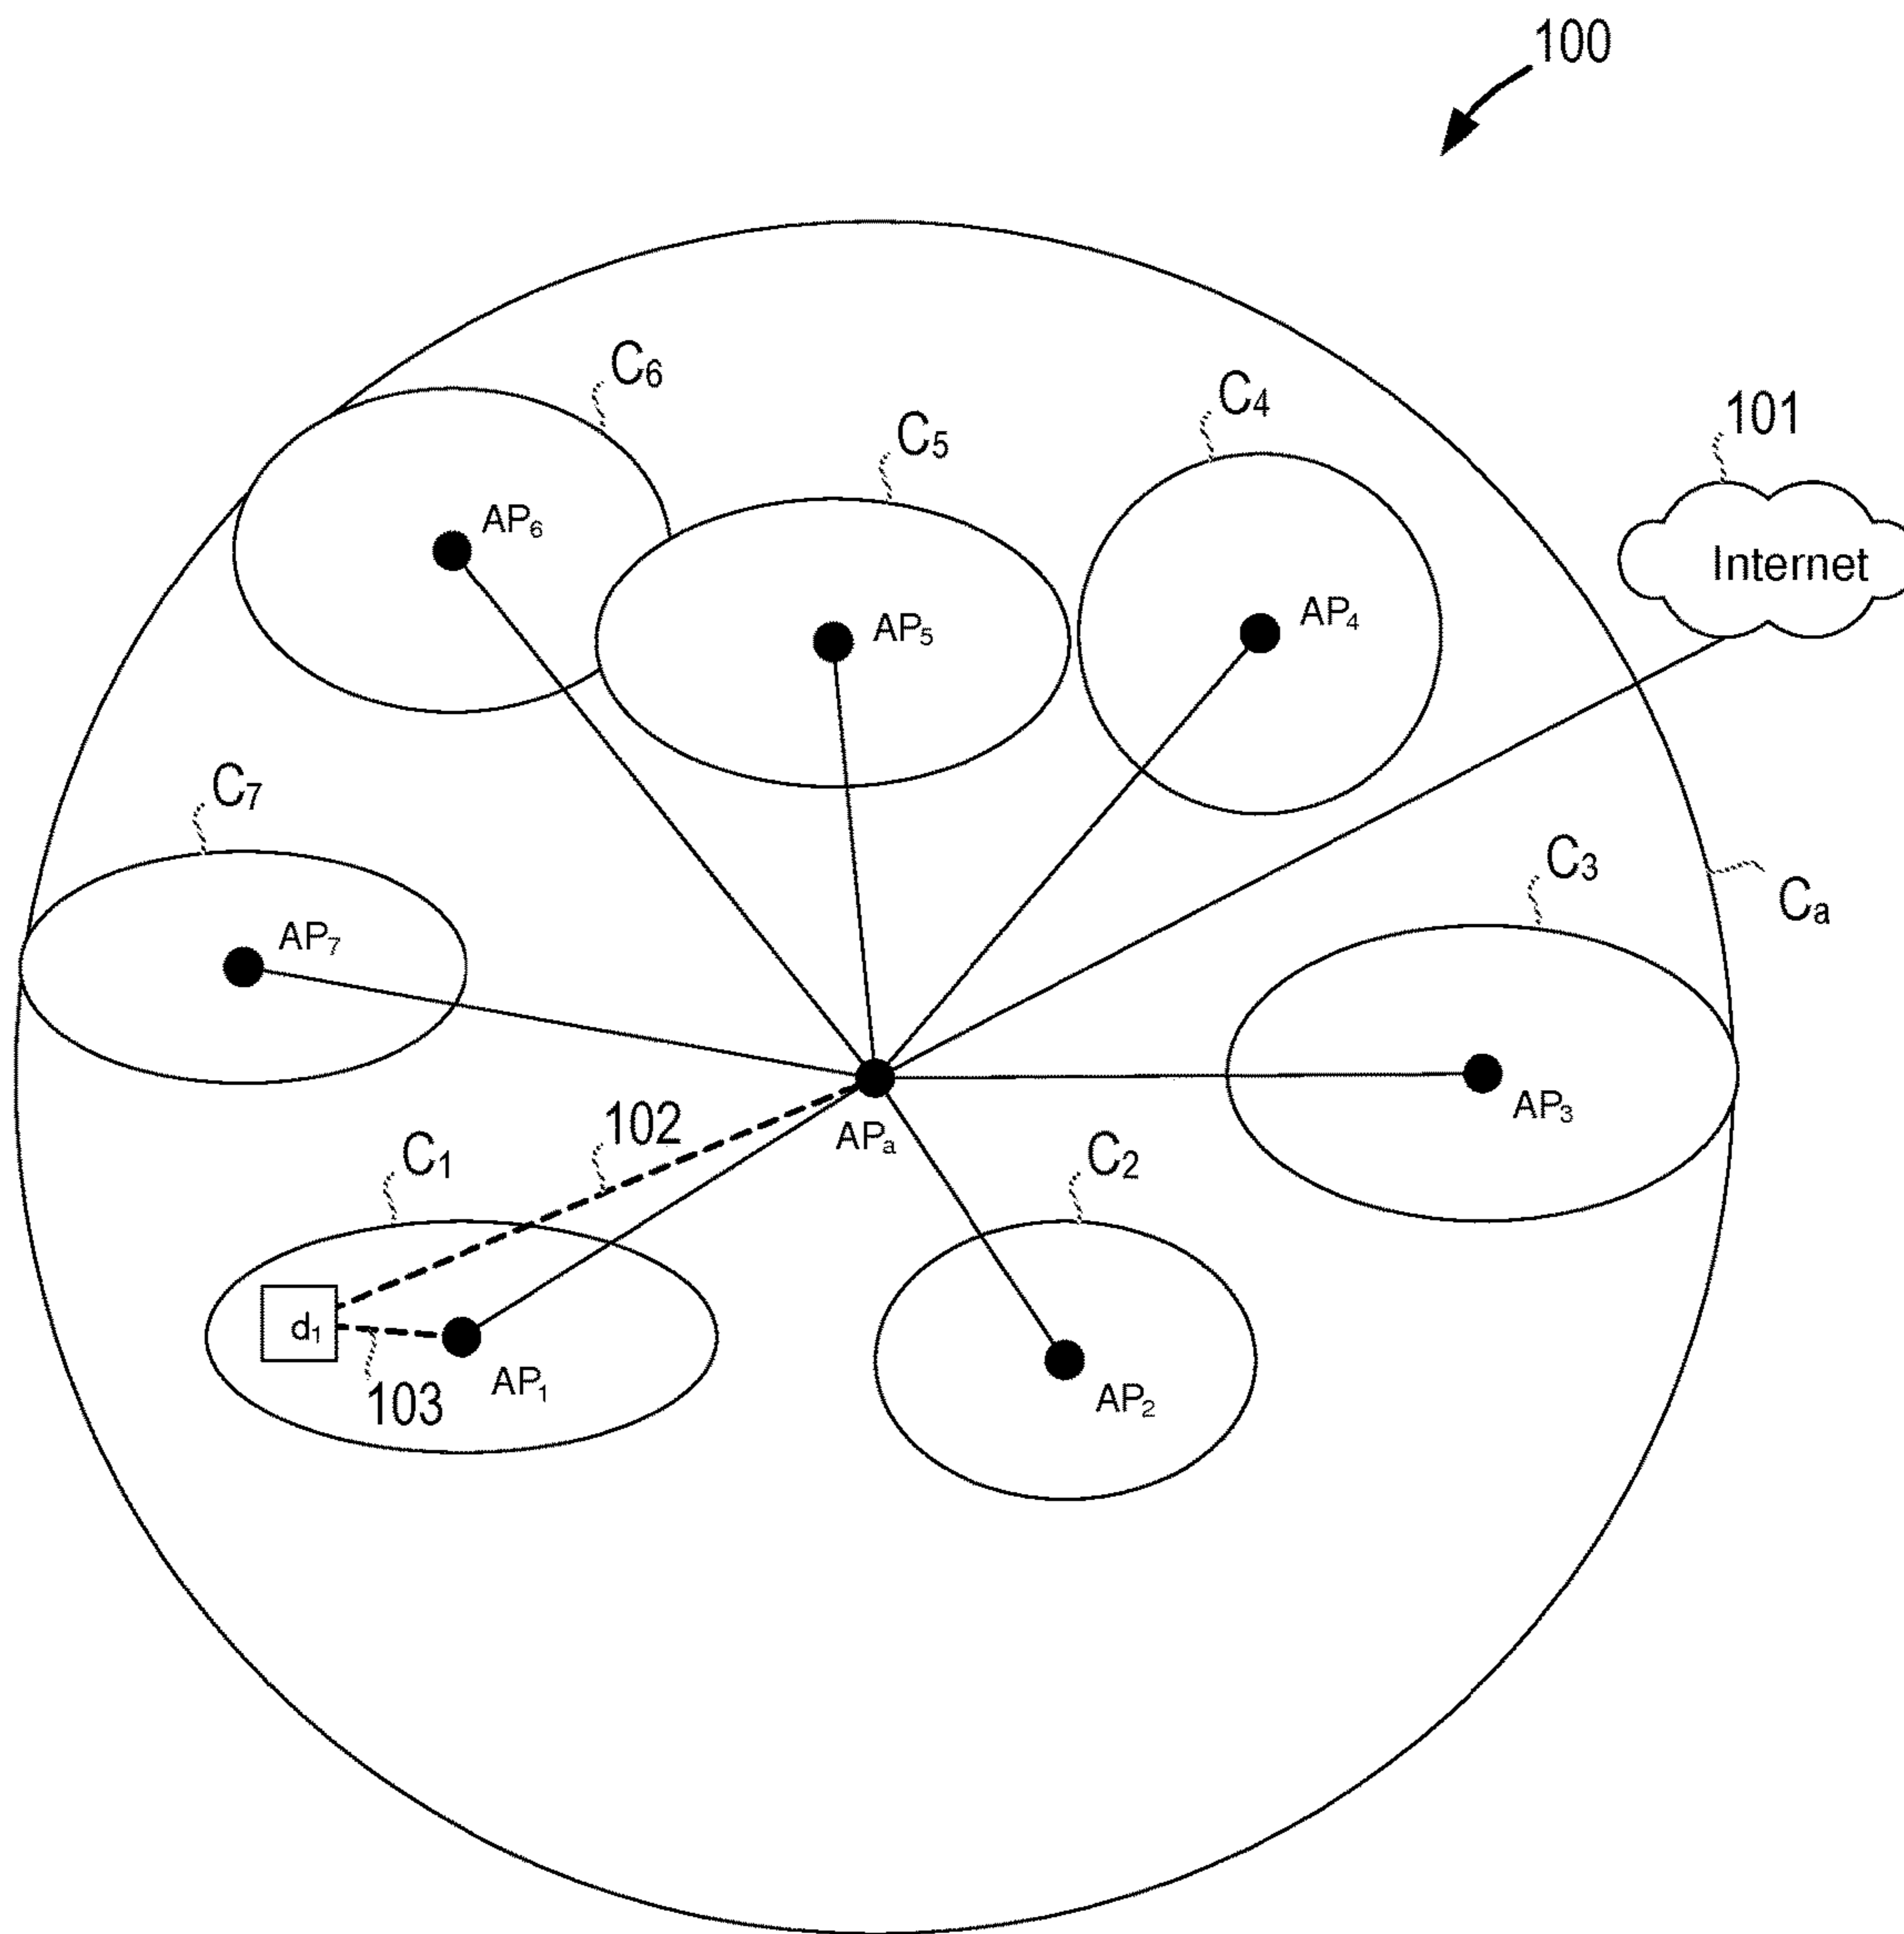 100
C₆
C₅
C₄
101
AP₆
Internet
AP₅
AP₄
C₇
C₃
Cₐ
AP₇
102
AP₃
APₐ
C₁
C₂
d₁
103
AP₁
AP₂